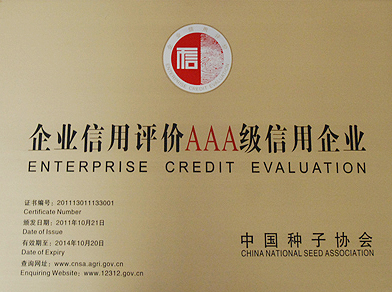 信
企业信用评价AAA级信用企业
ENTERPRISE CREDIT EVALUATION
证书编号：201113011133001
Certificate Number
颁发日期：2011年10月21日
Date of Issue
有效期至：2014年10月20日
Date of Expiry
查询网址：www.cnsa.agri.gov.cn
Enquiring Website：www.12312.gov.cn
中国种子协会
CHINA NATIONAL SEED ASSOCIATION